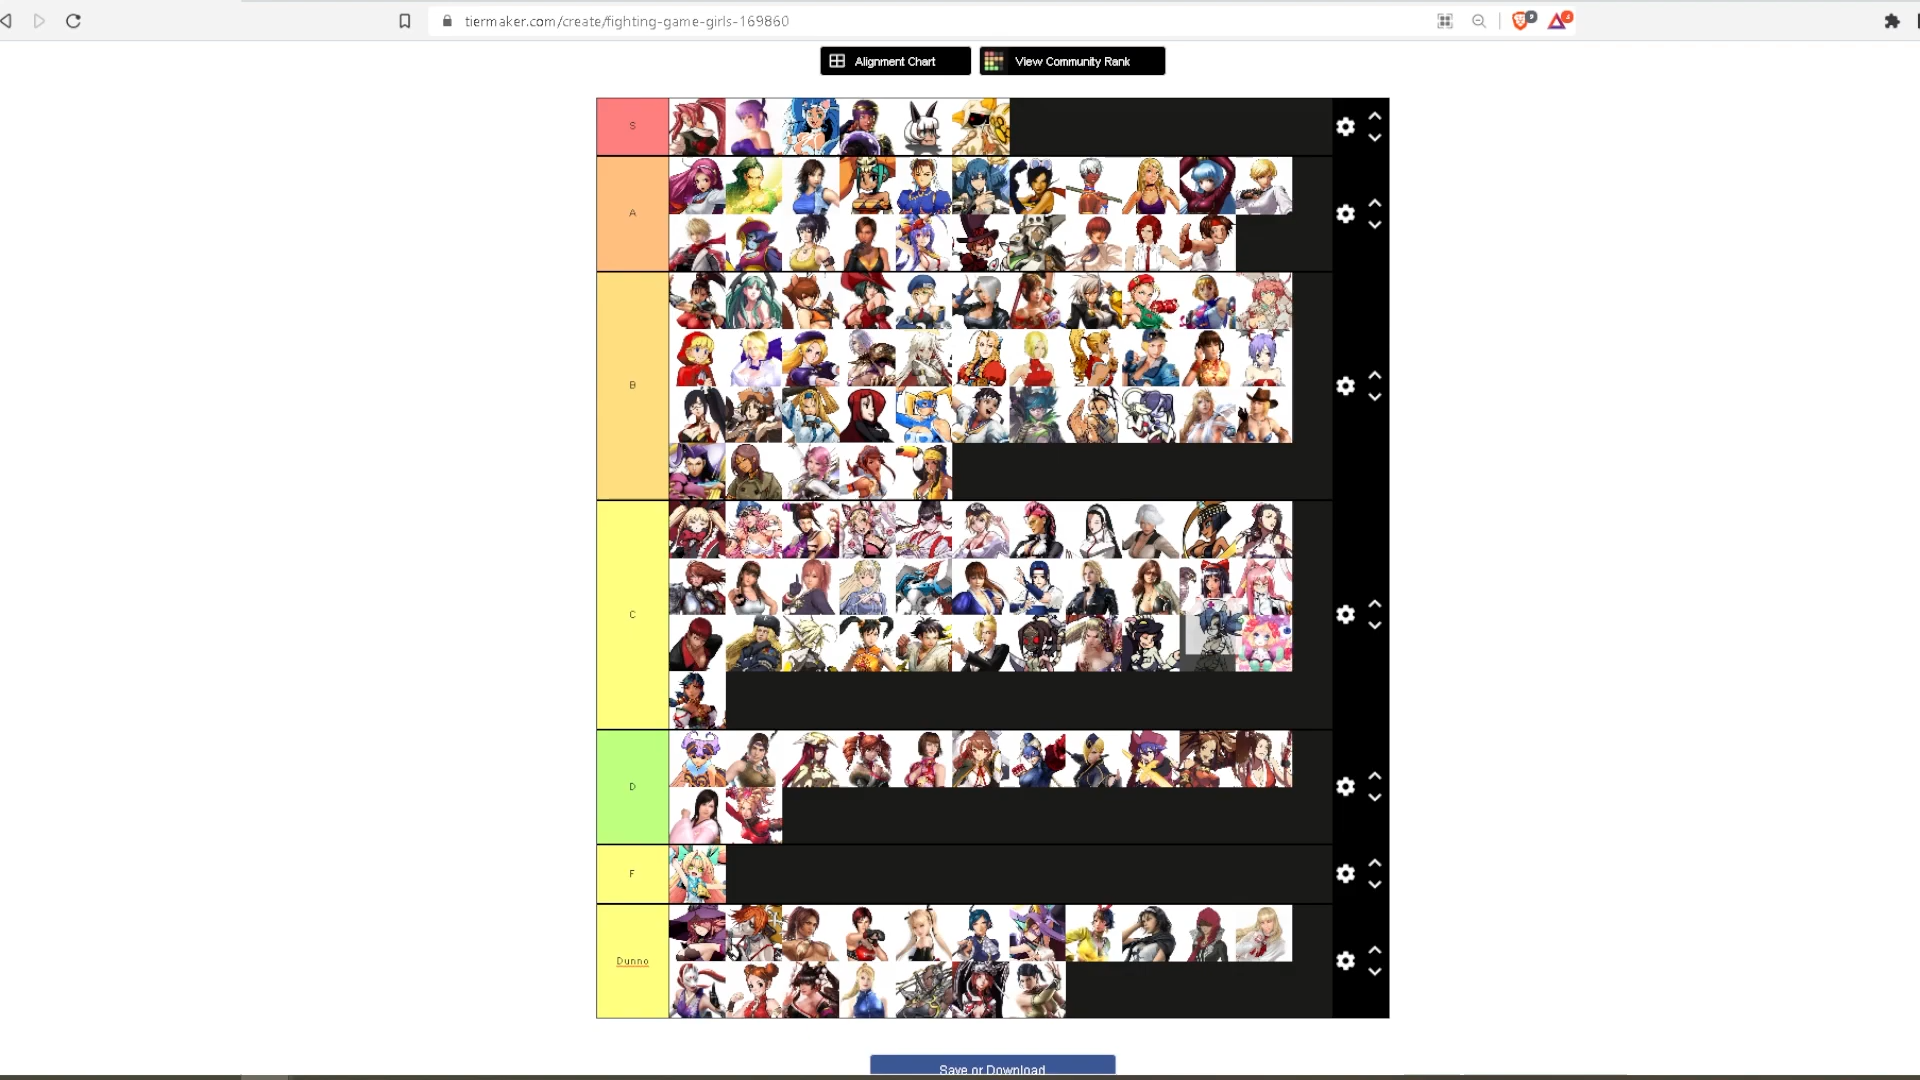 tiermaker.com/create/fighting-game-girls-169860
Alignment Chart
View Community Rank
S
A
B
C
D
F
Dunno
Save or Download